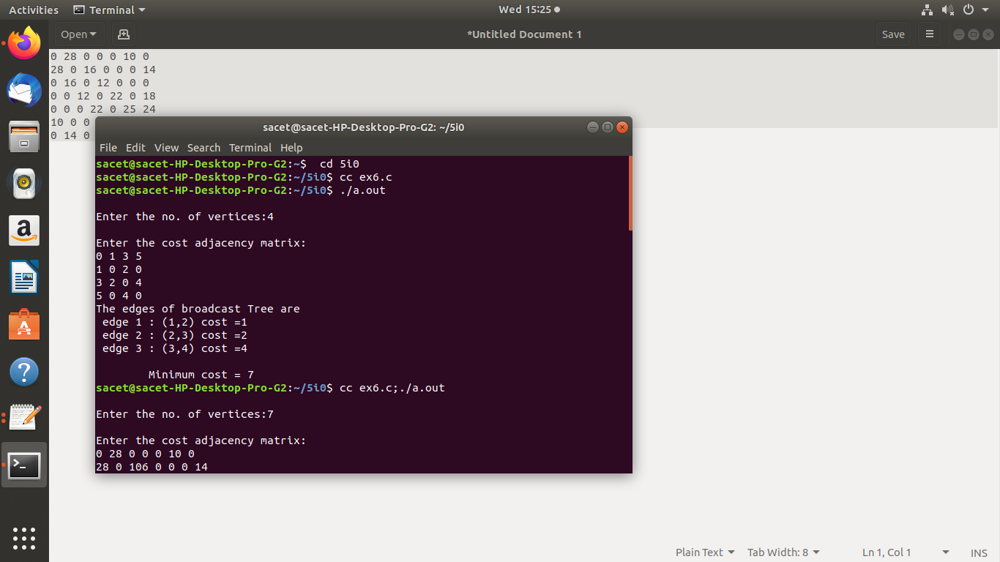 Activities Terminal Wed 15:25
Open *Untitled Document 1 Save
0 28 0 0 0 10 0
28 0 16 0 0 0 14
0 16 0 12 0 0 0
0 0 12 0 22 0 18
0 0 0 22 0 25 24
10 0 0
0 14 0
sacet@sacet-HP-Desktop-Pro-G2: ~/5i0
File Edit View Search Terminal Help
sacet@sacet-HP-Desktop-Pro-G2:~$  cd 5i0
sacet@sacet-HP-Desktop-Pro-G2:~/5i0$ cc ex6.c
sacet@sacet-HP-Desktop-Pro-G2:~/5i0$ ./a.out
Enter the no. of vertices:4
Enter the cost adjacency matrix:
0 1 3 5
1 0 2 0
3 2 0 4
5 0 4 0
The edges of broadcast Tree are
 edge 1 : (1,2) cost =1
 edge 2 : (2,3) cost =2
 edge 3 : (3,4) cost =4
        Minimum cost = 7
sacet@sacet-HP-Desktop-Pro-G2:~/5i0$ cc ex6.c;./a.out
Enter the no. of vertices:7
Enter the cost adjacency matrix:
0 28 0 0 0 10 0
28 0 106 0 0 0 14
Plain Text Tab Width: 8 Ln 1, Col 1 INS